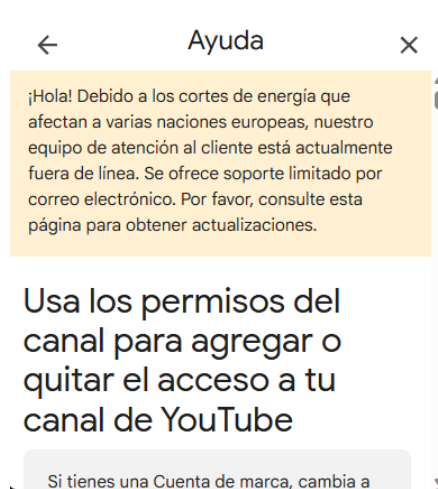 Ayuda
¡Hola! Debido a los cortes de energía que
afectan a varias naciones europeas, nuestro
equipo de atención al cliente está actualmente
fuera de línea. Se ofrece soporte limitado por
correo electrónico. Por favor, consulte esta
página para obtener actualizaciones.
Usa los permisos del
canal para agregar o
quitar el acceso a tu
canal de YouTube
Si tienes una Cuenta de marca, cambia a